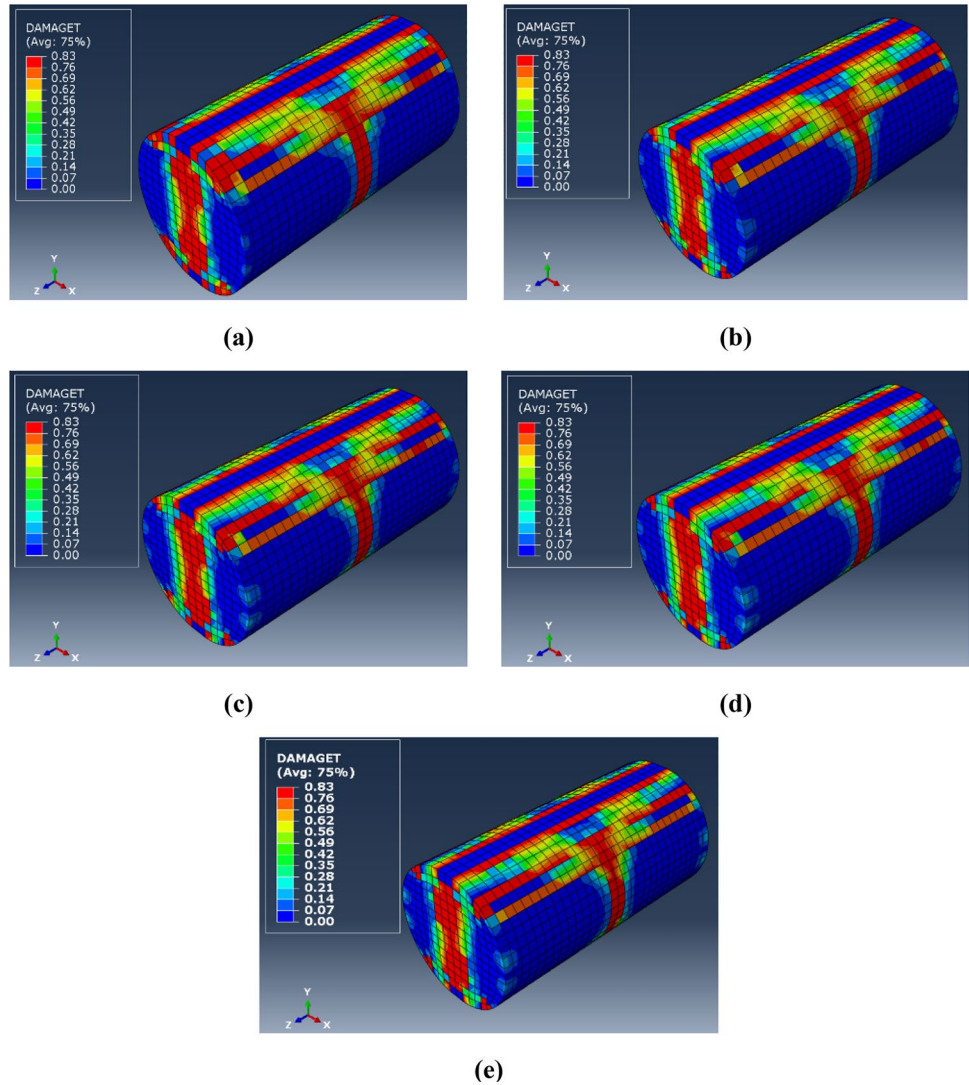 DAMAGET
(Avg: 75%)
0.83
0.76
0.69
0.62
0.56
0.49
0.42
0.35
0.28
0.21
0.14
0.07
0.00
Y
Z X
(a)
DAMAGET
(Avg: 75%)
0.83
0.76
0.69
0.62
0.56
0.49
0.42
0.35
0.28
0.21
0.14
0.07
0.00
Y
Z X
(b)
DAMAGET
(Avg: 75%)
0.83
0.76
0.69
0.62
0.56
0.49
0.42
0.35
0.28
0.21
0.14
0.07
0.00
Y
Z X
(c)
DAMAGET
(Avg: 75%)
0.83
0.76
0.69
0.62
0.56
0.49
0.42
0.35
0.28
0.21
0.14
0.07
0.00
Y
Z X
(d)
DAMAGET
(Avg: 75%)
0.83
0.76
0.69
0.62
0.56
0.49
0.42
0.35
0.28
0.21
0.14
0.07
0.00
Y
Z X
(e)